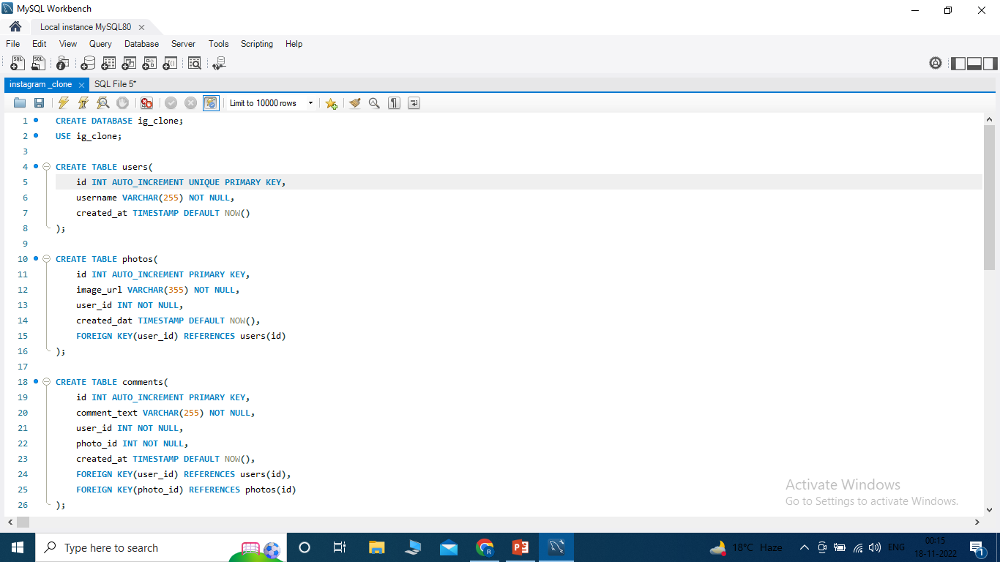 MySQL Workbench
Local instance MySQL80
File Edit View Query Database Server Tools Scripting Help
instagram _clone SQL File 5*
Limit to 10000 rows
1 CREATE DATABASE ig_clone;
2 USE ig_clone;
3
4 CREATE TABLE users(
5 id INT AUTO_INCREMENT UNIQUE PRIMARY KEY,
6 username VARCHAR(255) NOT NULL,
7 created_at TIMESTAMP DEFAULT NOW()
8 );
9
10 CREATE TABLE photos(
11 id INT AUTO_INCREMENT PRIMARY KEY,
12 image_url VARCHAR(355) NOT NULL,
13 user_id INT NOT NULL,
14 created_dat TIMESTAMP DEFAULT NOW(),
15 FOREIGN KEY(user_id) REFERENCES users(id)
16 );
17
18 CREATE TABLE comments(
19 id INT AUTO_INCREMENT PRIMARY KEY,
20 comment_text VARCHAR(255) NOT NULL,
21 user_id INT NOT NULL,
22 photo_id INT NOT NULL,
23 created_at TIMESTAMP DEFAULT NOW(),
24 FOREIGN KEY(user_id) REFERENCES users(id),
25 FOREIGN KEY(photo_id) REFERENCES photos(id)
26 );
Activate Windows
Go to Settings to activate Windows.
Type here to search
18°C Haze
ENG
00:15
18-11-2022
1